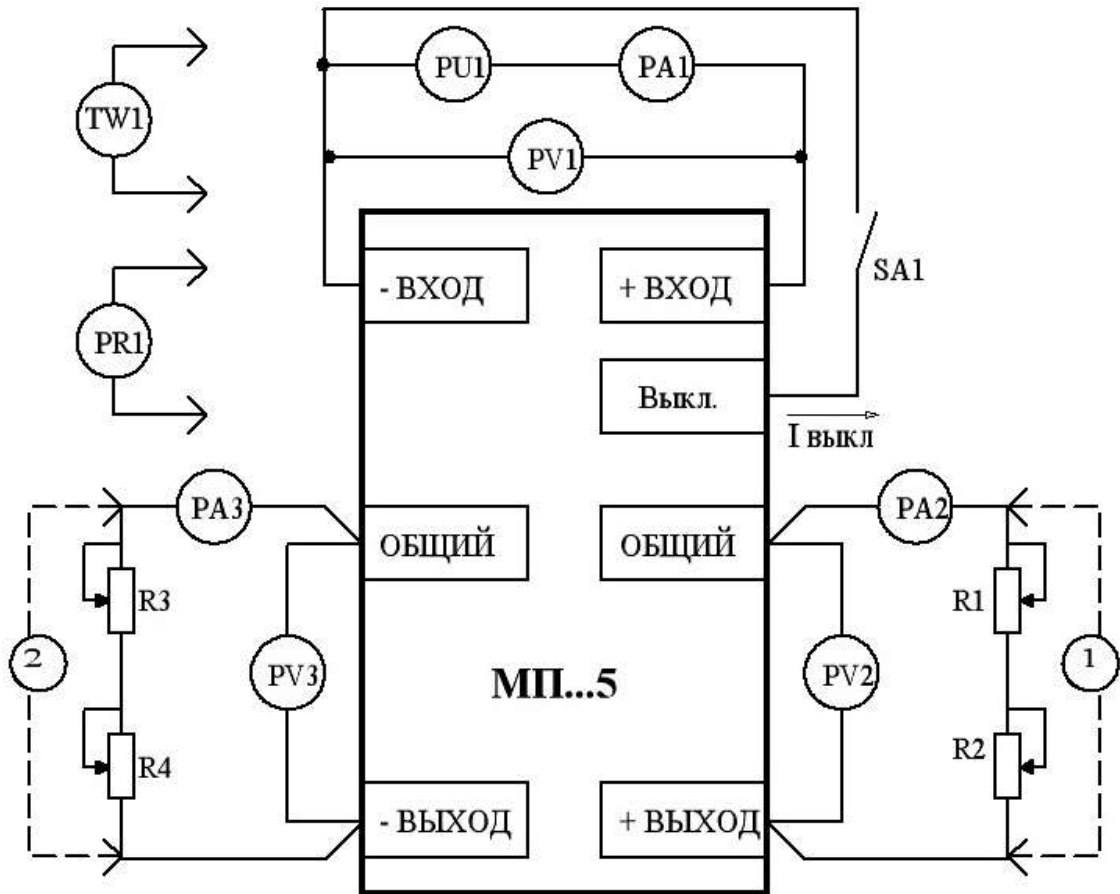 PU1 PA1
TW1
PV1
- ВХОД + ВХОД
SA1
PR1
Выкл.
I выкл
PA3 PA2
ОБЩИЙ ОБЩИЙ
R3 R1
2 PV3 МП...5 PV2 1
R4 R2
- ВЫХОД + ВЫХОД